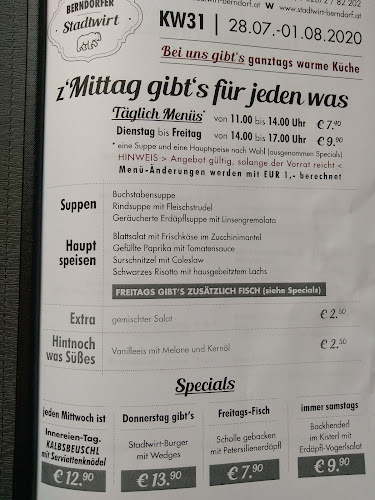 BERNDORFER
Stadtwirt
KW31 | 28.07.-01.08.2020
Bei uns gibt's ganztags warme Küche
z'Mittag gibt's für jeden was
Täglich Menüs* von 11.00 bis 14.00 Uhr € 7.90
Dienstag bis Freitag von 14.00 bis 17.00 Uhr € 9.90
* eine Suppe und eine Hauptspeise nach Wahl (ausgenommen Specials)
HINWEIS > Angebot gültig, solange der Vorrat reicht <
Menü-Änderungen werden mit EUR 1,- berechnet
Suppen
Buchstabensuppe
Rindsuppe mit Fleischstrudel
Geräucherte Erdäpflsuppe mit Linsengremolata
Haupt
speisen
Blattsalat mit Frischkäse im Zucchinimantel
Gefüllte Paprika mit Tomatensauce
Surschnitzel mit Coleslaw
Schwarzes Risotto mit hausgebeitztem Lachs
FREITAGS GIBT'S ZUSÄTZLICH FISCH (siehe Specials)
Extra gemischter Salat € 2.50
Hintnoch
was Süßes
Vanilleeis mit Melone und Kernöl € 2.50
Specials
jeden Mittwoch ist
Innereien-Tag.
KALBSBEUSCHL
mit Serviettenknödel
€ 12.90
Donnerstag gibt's
Stadtwirt-Burger
mit Wedges
€ 13.90
Freitags-Fisch
Scholle gebacken
mit Petersilienerdäpfl
€ 7.90
immer samstags
Backhenderl
im Kisterl mit
Erdäpfl-Vogerlsalat
€ 9.90